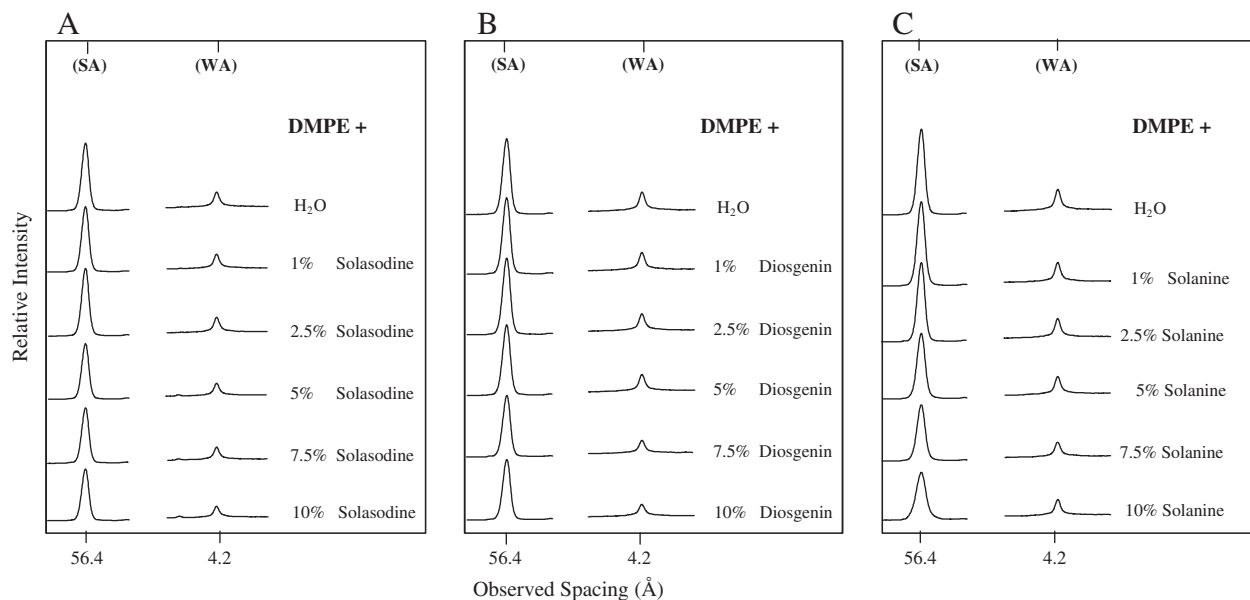 A
(SA) (WA)
DMPE +
H₂O
1% Solasodine
2.5% Solasodine
5% Solasodine
7.5% Solasodine
10% Solasodine
56.4 4.2
B
(SA) (WA)
DMPE +
H₂O
1% Diosgenin
2.5% Diosgenin
5% Diosgenin
7.5% Diosgenin
10% Diosgenin
56.4 4.2
C
(SA) (WA)
DMPE +
H₂O
1% Solanine
2.5% Solanine
5% Solanine
7.5% Solanine
10% Solanine
56.4 4.2
Relative Intensity
Observed Spacing (Å)